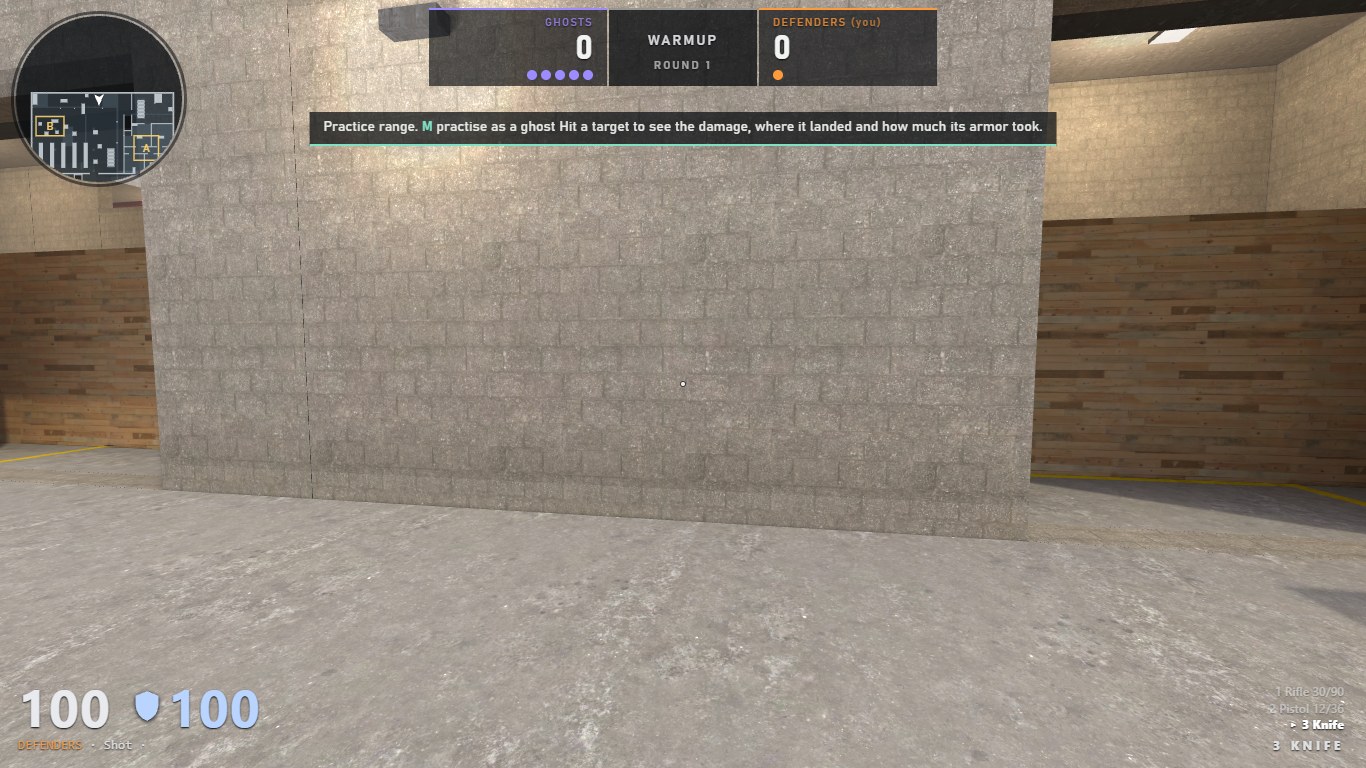 GHOSTS
0
WARMUP
ROUND 1
DEFENDERS (you)
0
B
A
Practice range. M practise as a ghost Hit a target to see the damage, where it landed and how much its armor took.
100 100
DEFENDERS · Shot ·
1 Rifle 30/90
2 Pistol 12/36
▸ 3 Knife
3 KNIFE